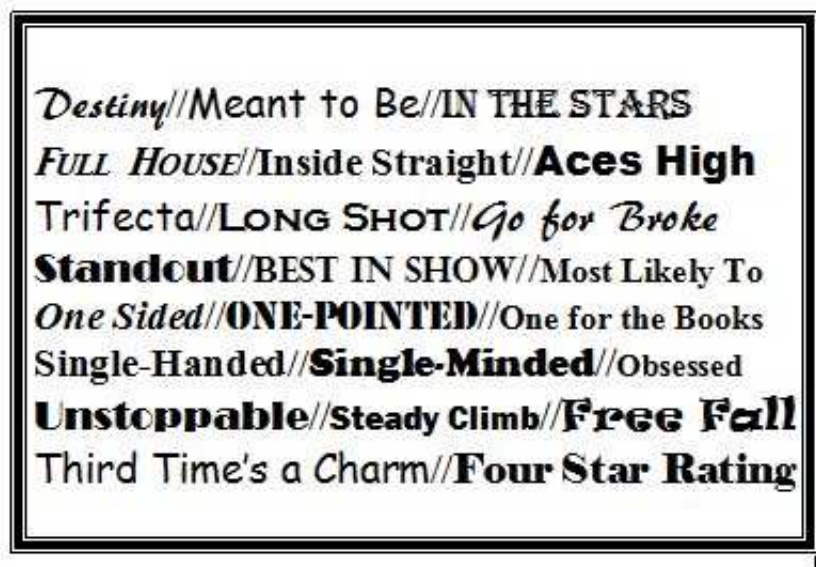 Destiny//Meant to Be//IN THE STARS
FULL HOUSE//Inside Straight//Aces High
Trifecta//LONG SHOT//Go for Broke
Standout//BEST IN SHOW//Most Likely To
One Sided//ONE-POINTED//One for the Books
Single-Handed//Single-Minded//Obsessed
Unstoppable//Steady Climb//Free Fall
Third Time's a Charm//Four Star Rating